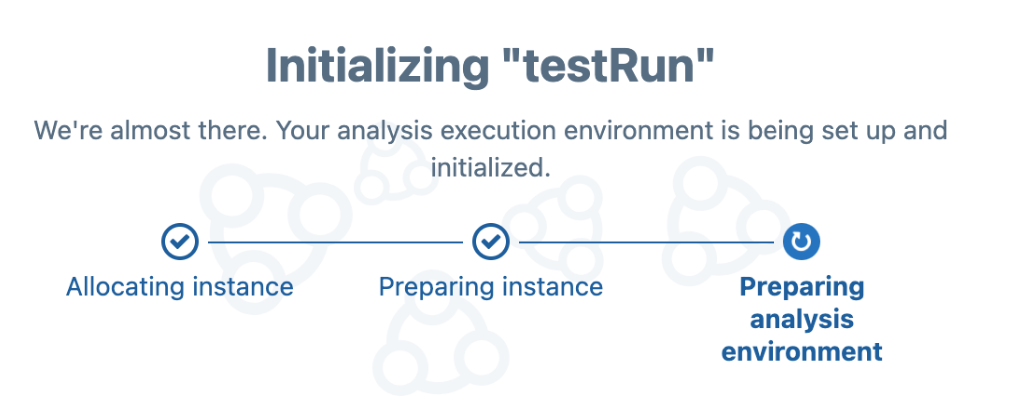 Initializing "testRun"
We're almost there. Your analysis execution environment is being set up and
initialized.
Allocating instance
Preparing instance
Preparing
analysis
environment